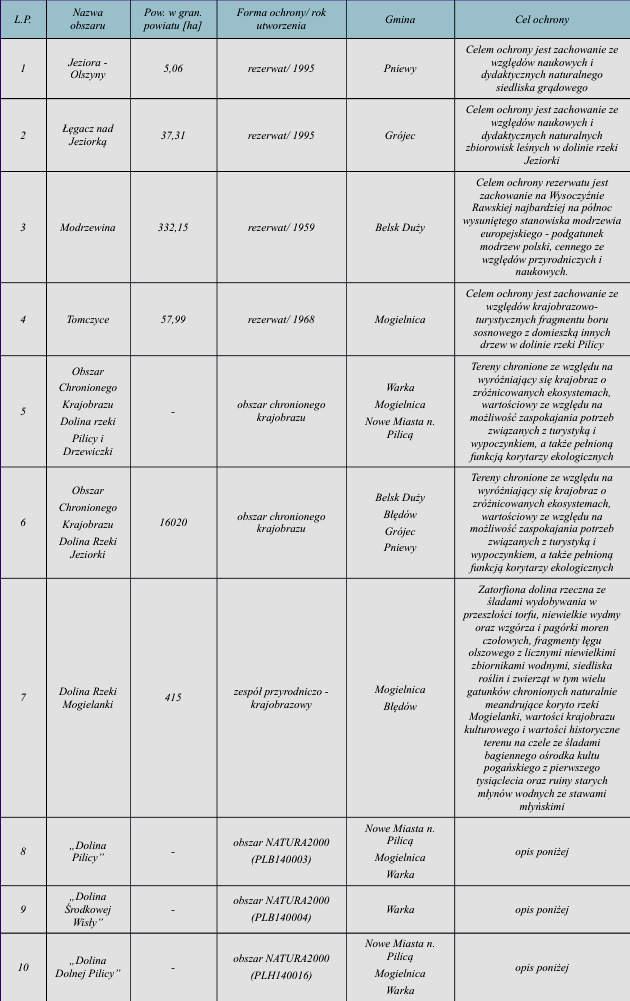 L.P.
Nazwa
obszaru
Pow. w gran.
powiatu [ha]
Forma ochrony/ rok
utworzenia
Gmina
Cel ochrony
1
Jeziora -
Olszyny
5,06
rezerwat/ 1995
Pniewy
Celem ochrony jest zachowanie ze
względów naukowych i
dydaktycznych naturalnego
siedliska grądowego
2
Łęgacz nad
Jeziorką
37,31
rezerwat/ 1995
Grójec
Celem ochrony jest zachowanie ze
względów naukowych i
dydaktycznych naturalnych
zbiorowisk leśnych w dolinie rzeki
Jeziorki
3
Modrzewina
332,15
rezerwat/ 1959
Belsk Duży
Celem ochrony rezerwatu jest
zachowanie na Wysoczyźnie
Rawskiej najbardziej na północ
wysuniętego stanowiska modrzewia
europejskiego - podgatunek
modrzew polski, cennego ze
względów przyrodniczych i
naukowych.
4
Tomczyce
57,99
rezerwat/ 1968
Mogielnica
Celem ochrony jest zachowanie ze
względów krajobrazowo-
turystycznych fragmentu boru
sosnowego z domieszką innych
drzew w dolinie rzeki Pilicy
5
Obszar
Chronionego
Krajobrazu
Dolina rzeki
Pilicy i
Drzewiczki
-
obszar chronionego
krajobrazu
Warka
Mogielnica
Nowe Miasta n.
Pilicą
Tereny chronione ze względu na
wyróżniający się krajobraz o
zróżnicowanych ekosystemach,
wartościowy ze względu na
możliwość zaspokajania potrzeb
związanych z turystyką i
wypoczynkiem, a także pełnioną
funkcją korytarzy ekologicznych
6
Obszar
Chronionego
Krajobrazu
Dolina Rzeki
Jeziorki
16020
obszar chronionego
krajobrazu
Belsk Duży
Błędów
Grójec
Pniewy
Tereny chronione ze względu na
wyróżniający się krajobraz o
zróżnicowanych ekosystemach,
wartościowy ze względu na
możliwość zaspokajania potrzeb
związanych z turystyką i
wypoczynkiem, a także pełnioną
funkcją korytarzy ekologicznych
7
Dolina Rzeki
Mogielanki
415
zespół przyrodniczo -
krajobrazowy
Mogielnica
Błędów
Zatorfiona dolina rzeczna ze
śladami wydobywania w
przeszłości torfu, niewielkie wydmy
oraz wzgórza i pagórki moren
czołowych, fragmenty łęgu
olszowego z licznymi niewielkimi
zbiornikami wodnymi, siedliska
roślin i zwierząt w tym wielu
gatunków chronionych naturalnie
meandrujące koryto rzeki
Mogielanki, wartości krajobrazu
kulturowego i wartości historyczne
terenu na czele ze śladami
bagiennego ośrodka kultu
pogańskiego z pierwszego
tysiąclecia oraz ruiny starych
młynów wodnych ze stawami
młyńskimi
8
„Dolina
Pilicy”
-
obszar NATURA2000
(PLB140003)
Nowe Miasta n.
Pilicą
Mogielnica
Warka
opis poniżej
9
„Dolina
Środkowej
Wisły”
-
obszar NATURA2000
(PLB140004)
Warka
opis poniżej
10
„Dolina
Dolnej Pilicy”
-
obszar NATURA2000
(PLH140016)
Nowe Miasta n.
Pilicą
Mogielnica
Warka
opis poniżej